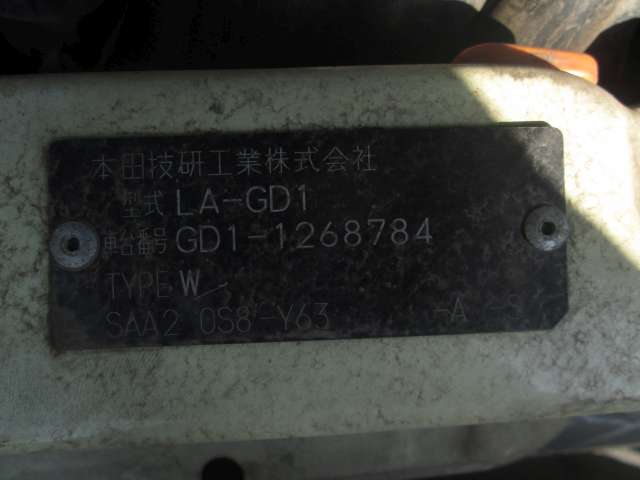 本田技研工業株式会社
型式 LA-GD1
車台番号 GD1-1268784
TYPE W
SAA2 0S8-Y63 -A -S